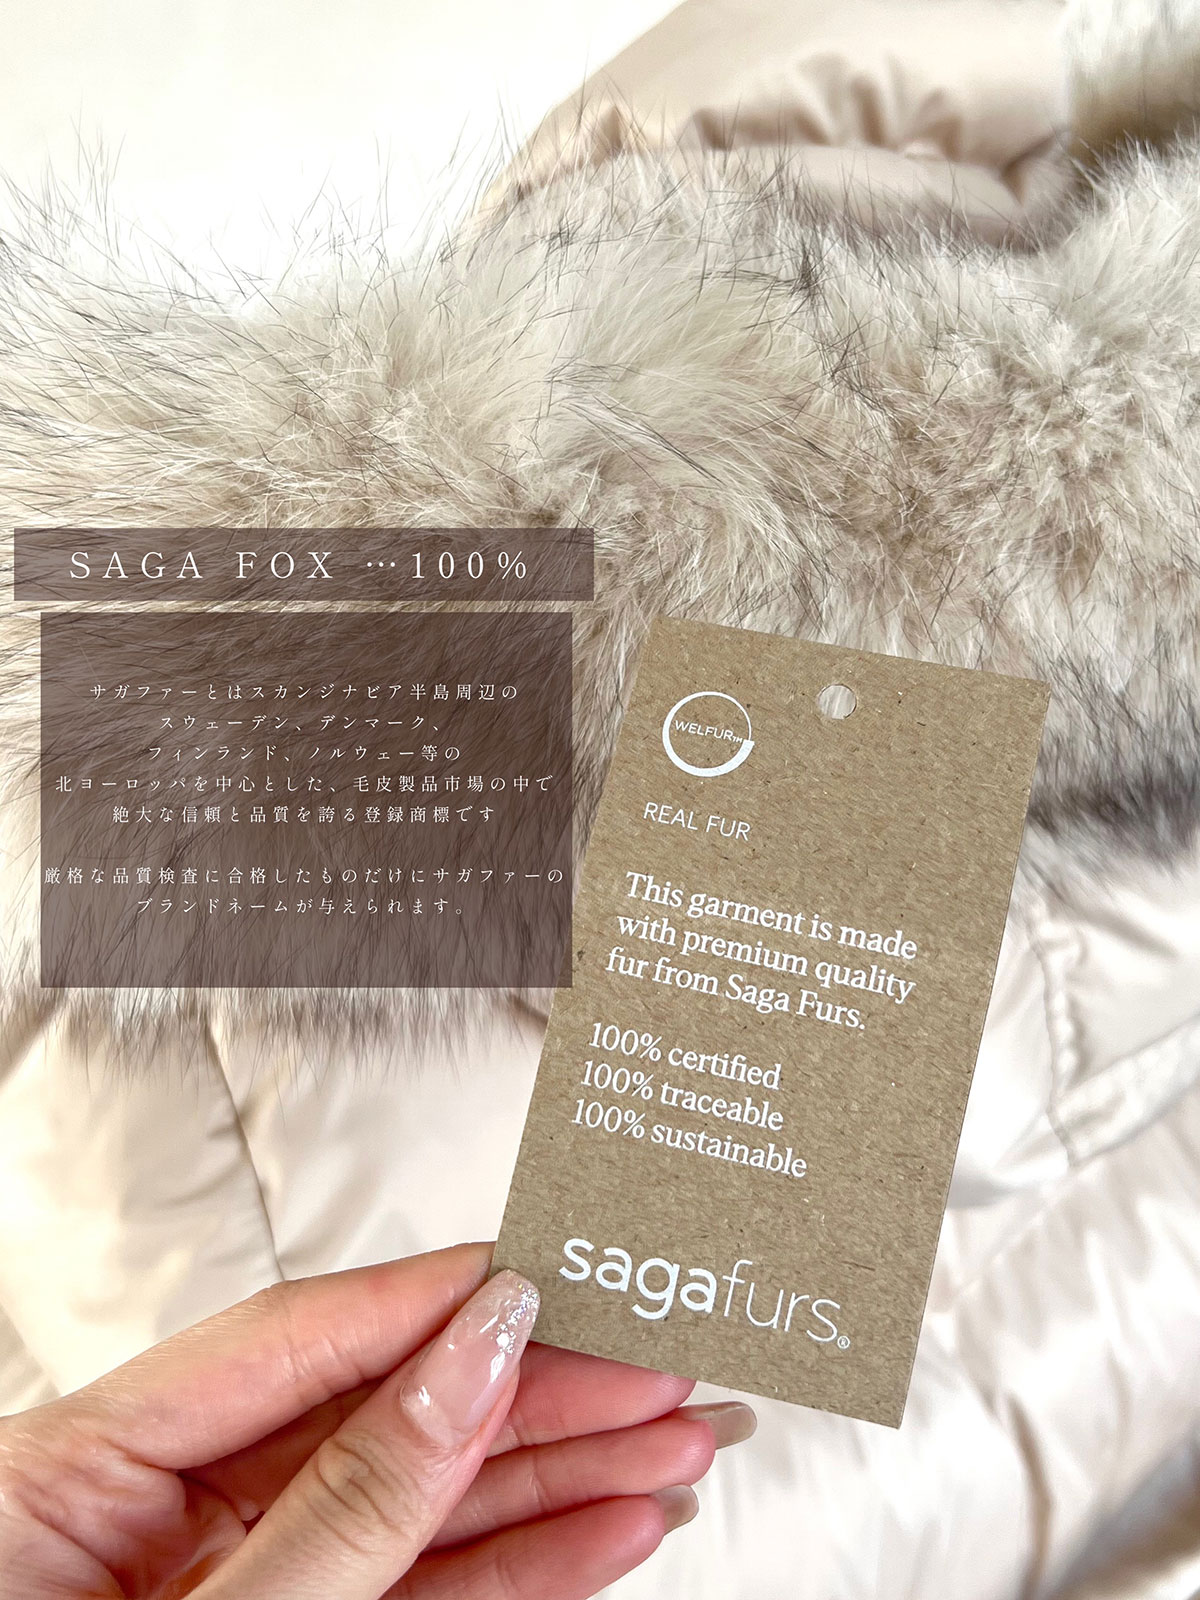 SAGA FOX …100%
サガファーとはスカンジナビア半島周辺の
スウェーデン、デンマーク、
フィンランド、ノルウェー等の
北ヨーロッパを中心とした、毛皮製品市場の中で
絶大な信頼と品質を誇る登録商標です
厳格な品質検査に合格したものだけにサガファーの
ブランドネームが与えられます。
WELFUR™
REAL FUR
This garment is made
with premium quality
fur from Saga Furs.
100% certified
100% traceable
100% sustainable
sagafurs®